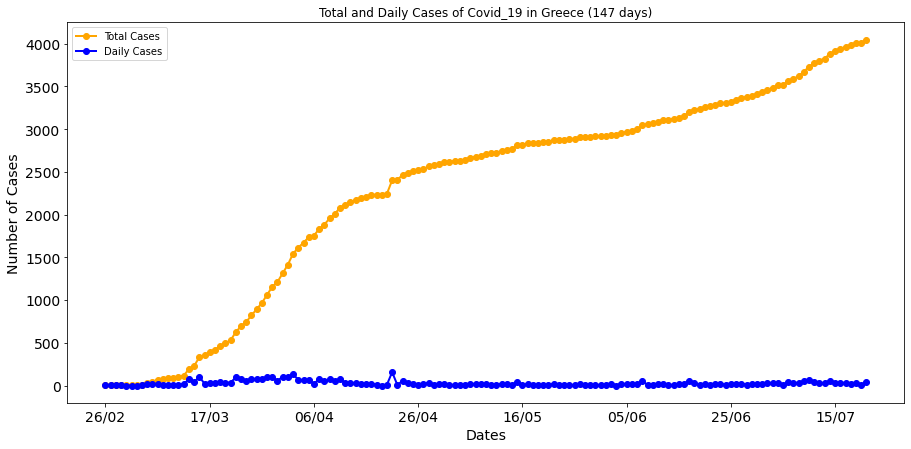 Total and Daily Cases of Covid_19 in Greece (147 days)
Total Cases
Daily Cases
Number of Cases
4000
3500
3000
2500
2000
1500
1000
500
0
26/02 17/03 06/04 26/04 16/05 05/06 25/06 15/07
Dates